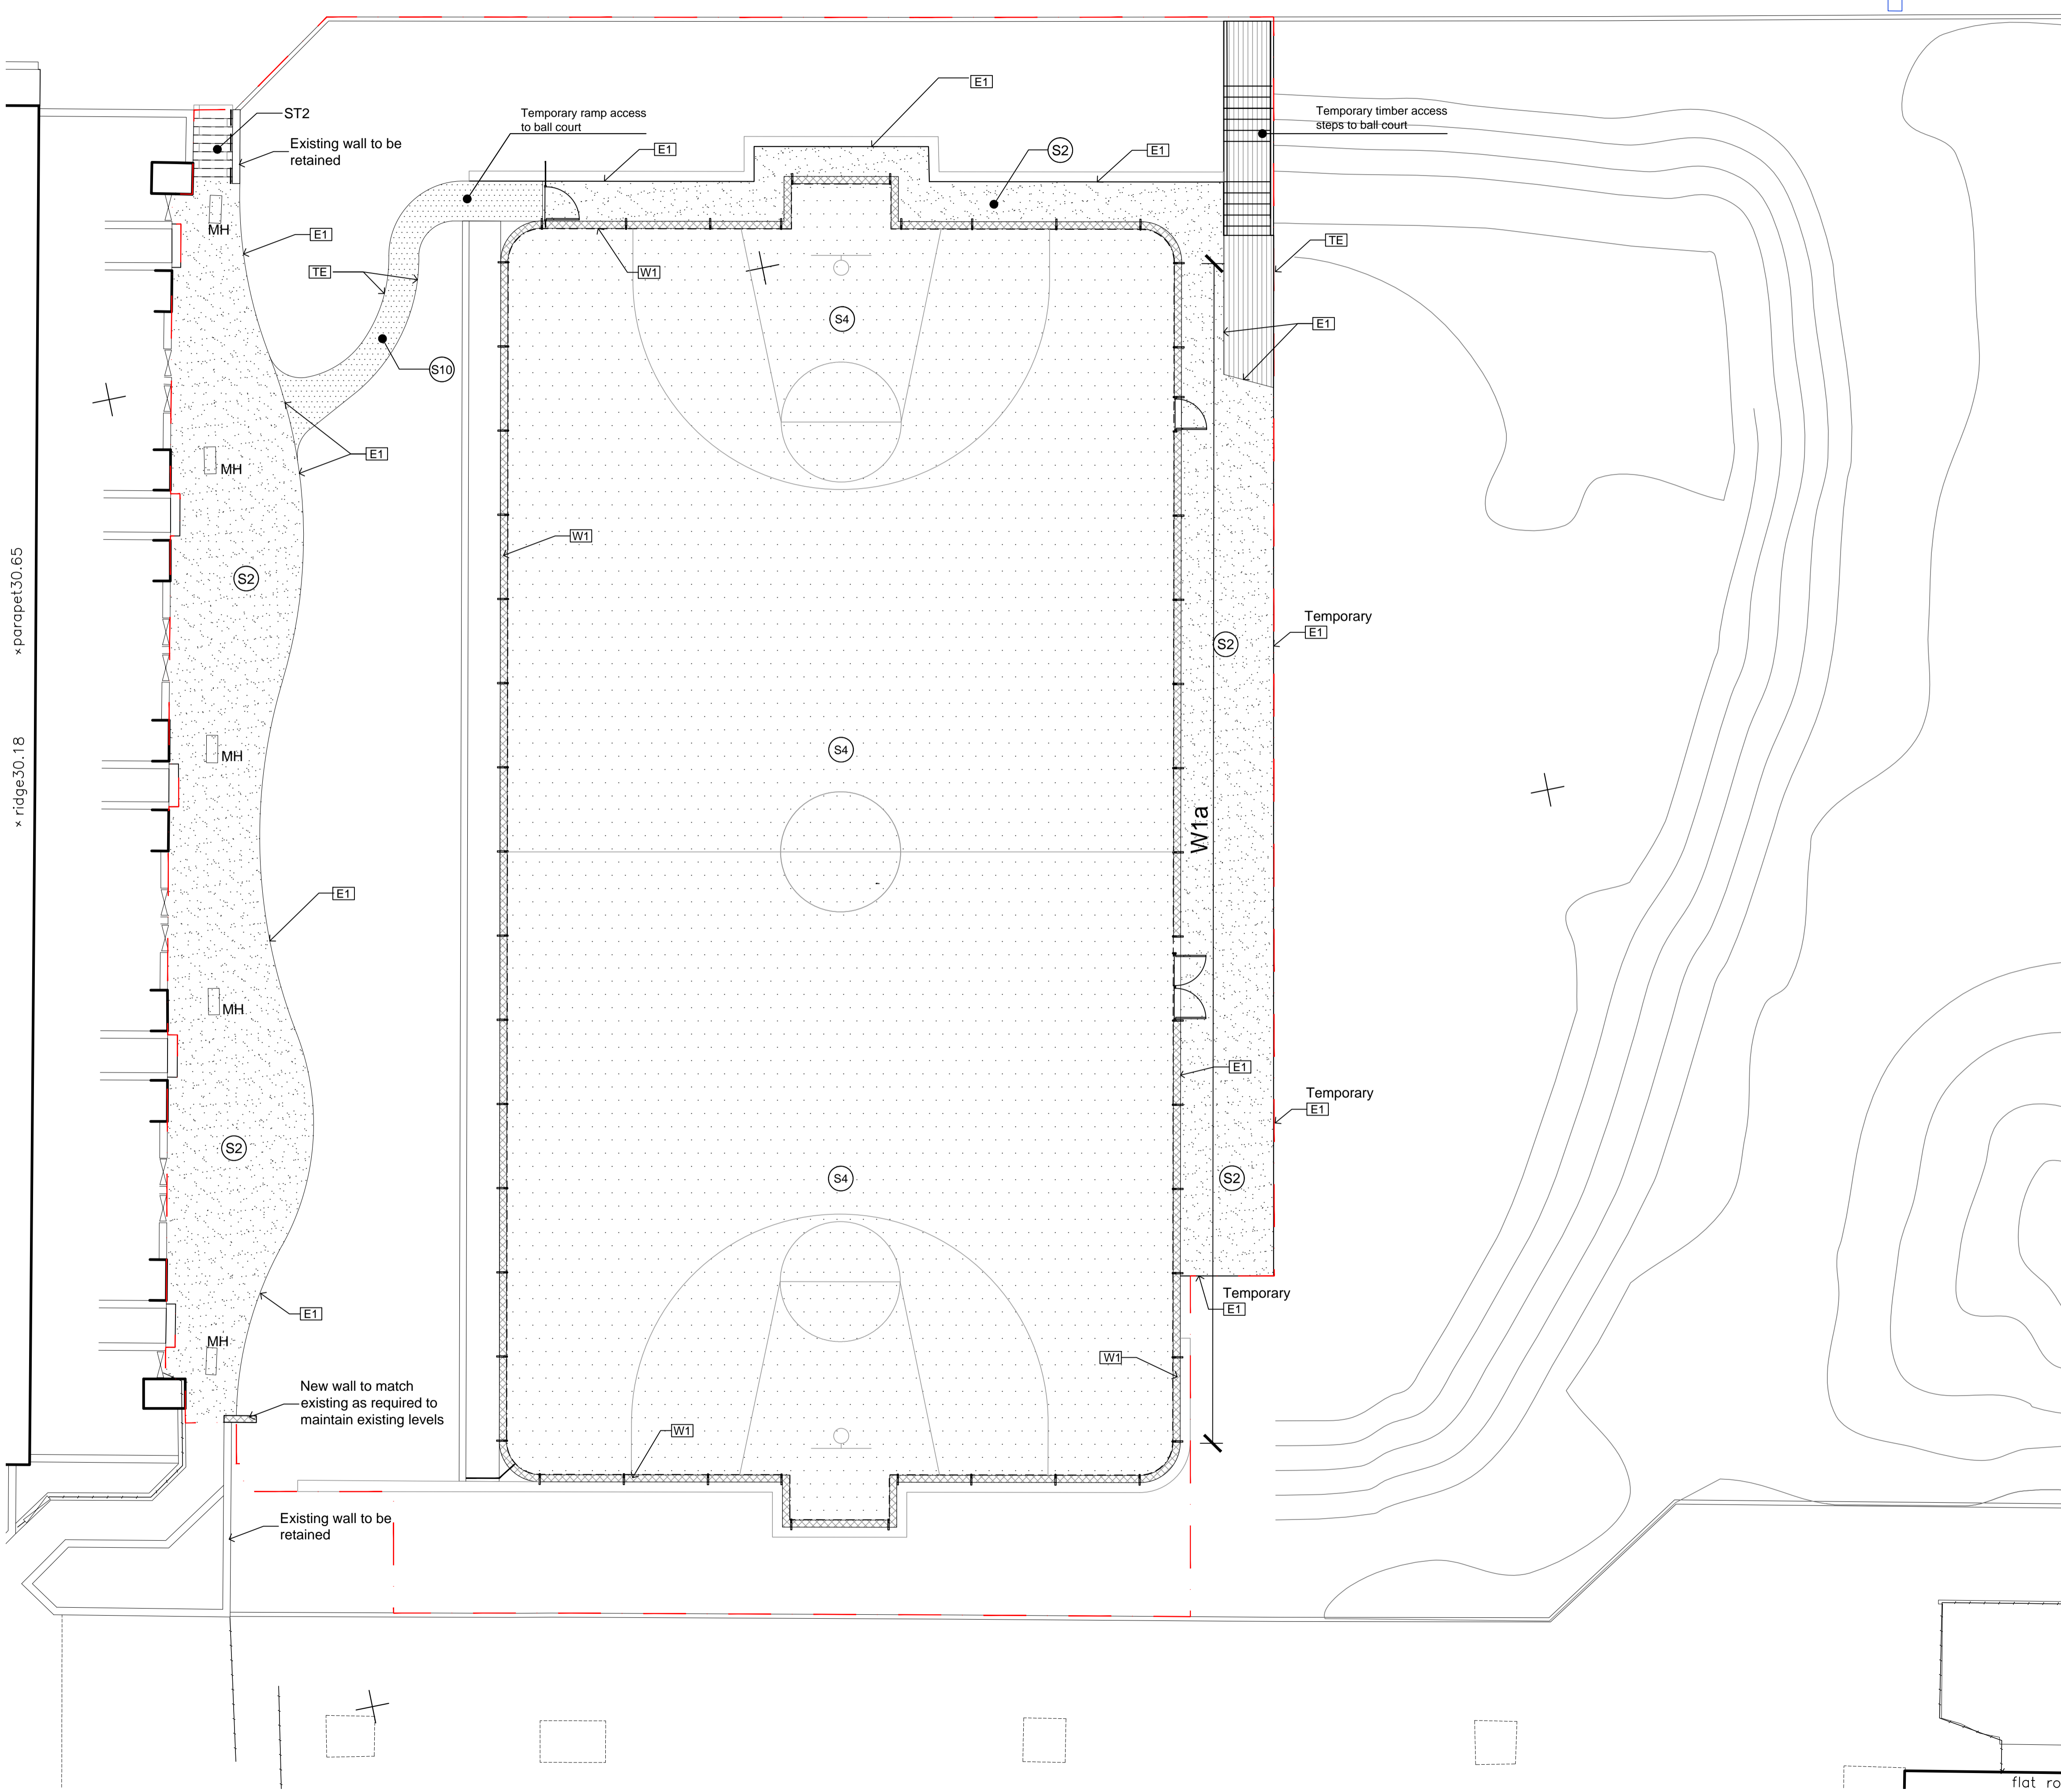 E1
Temporary ramp access
to ball court
Temporary timber access
steps to ball court
ST2
Existing wall to be
retained
E1
S2
E1
MH
E1
TE
TE
W1
S4
E1
S10
E1
MH
W1
xparapet30.65
S2
Temporary
E1
S2
x ridge30.18
MH
S4
W1a
E1
MH
E1
Temporary
E1
S2
S4
S2
Temporary
E1
E1
MH
W1
New wall to match
existing as required to
maintain existing levels
W1
Existing wall to be
retained
flat ro